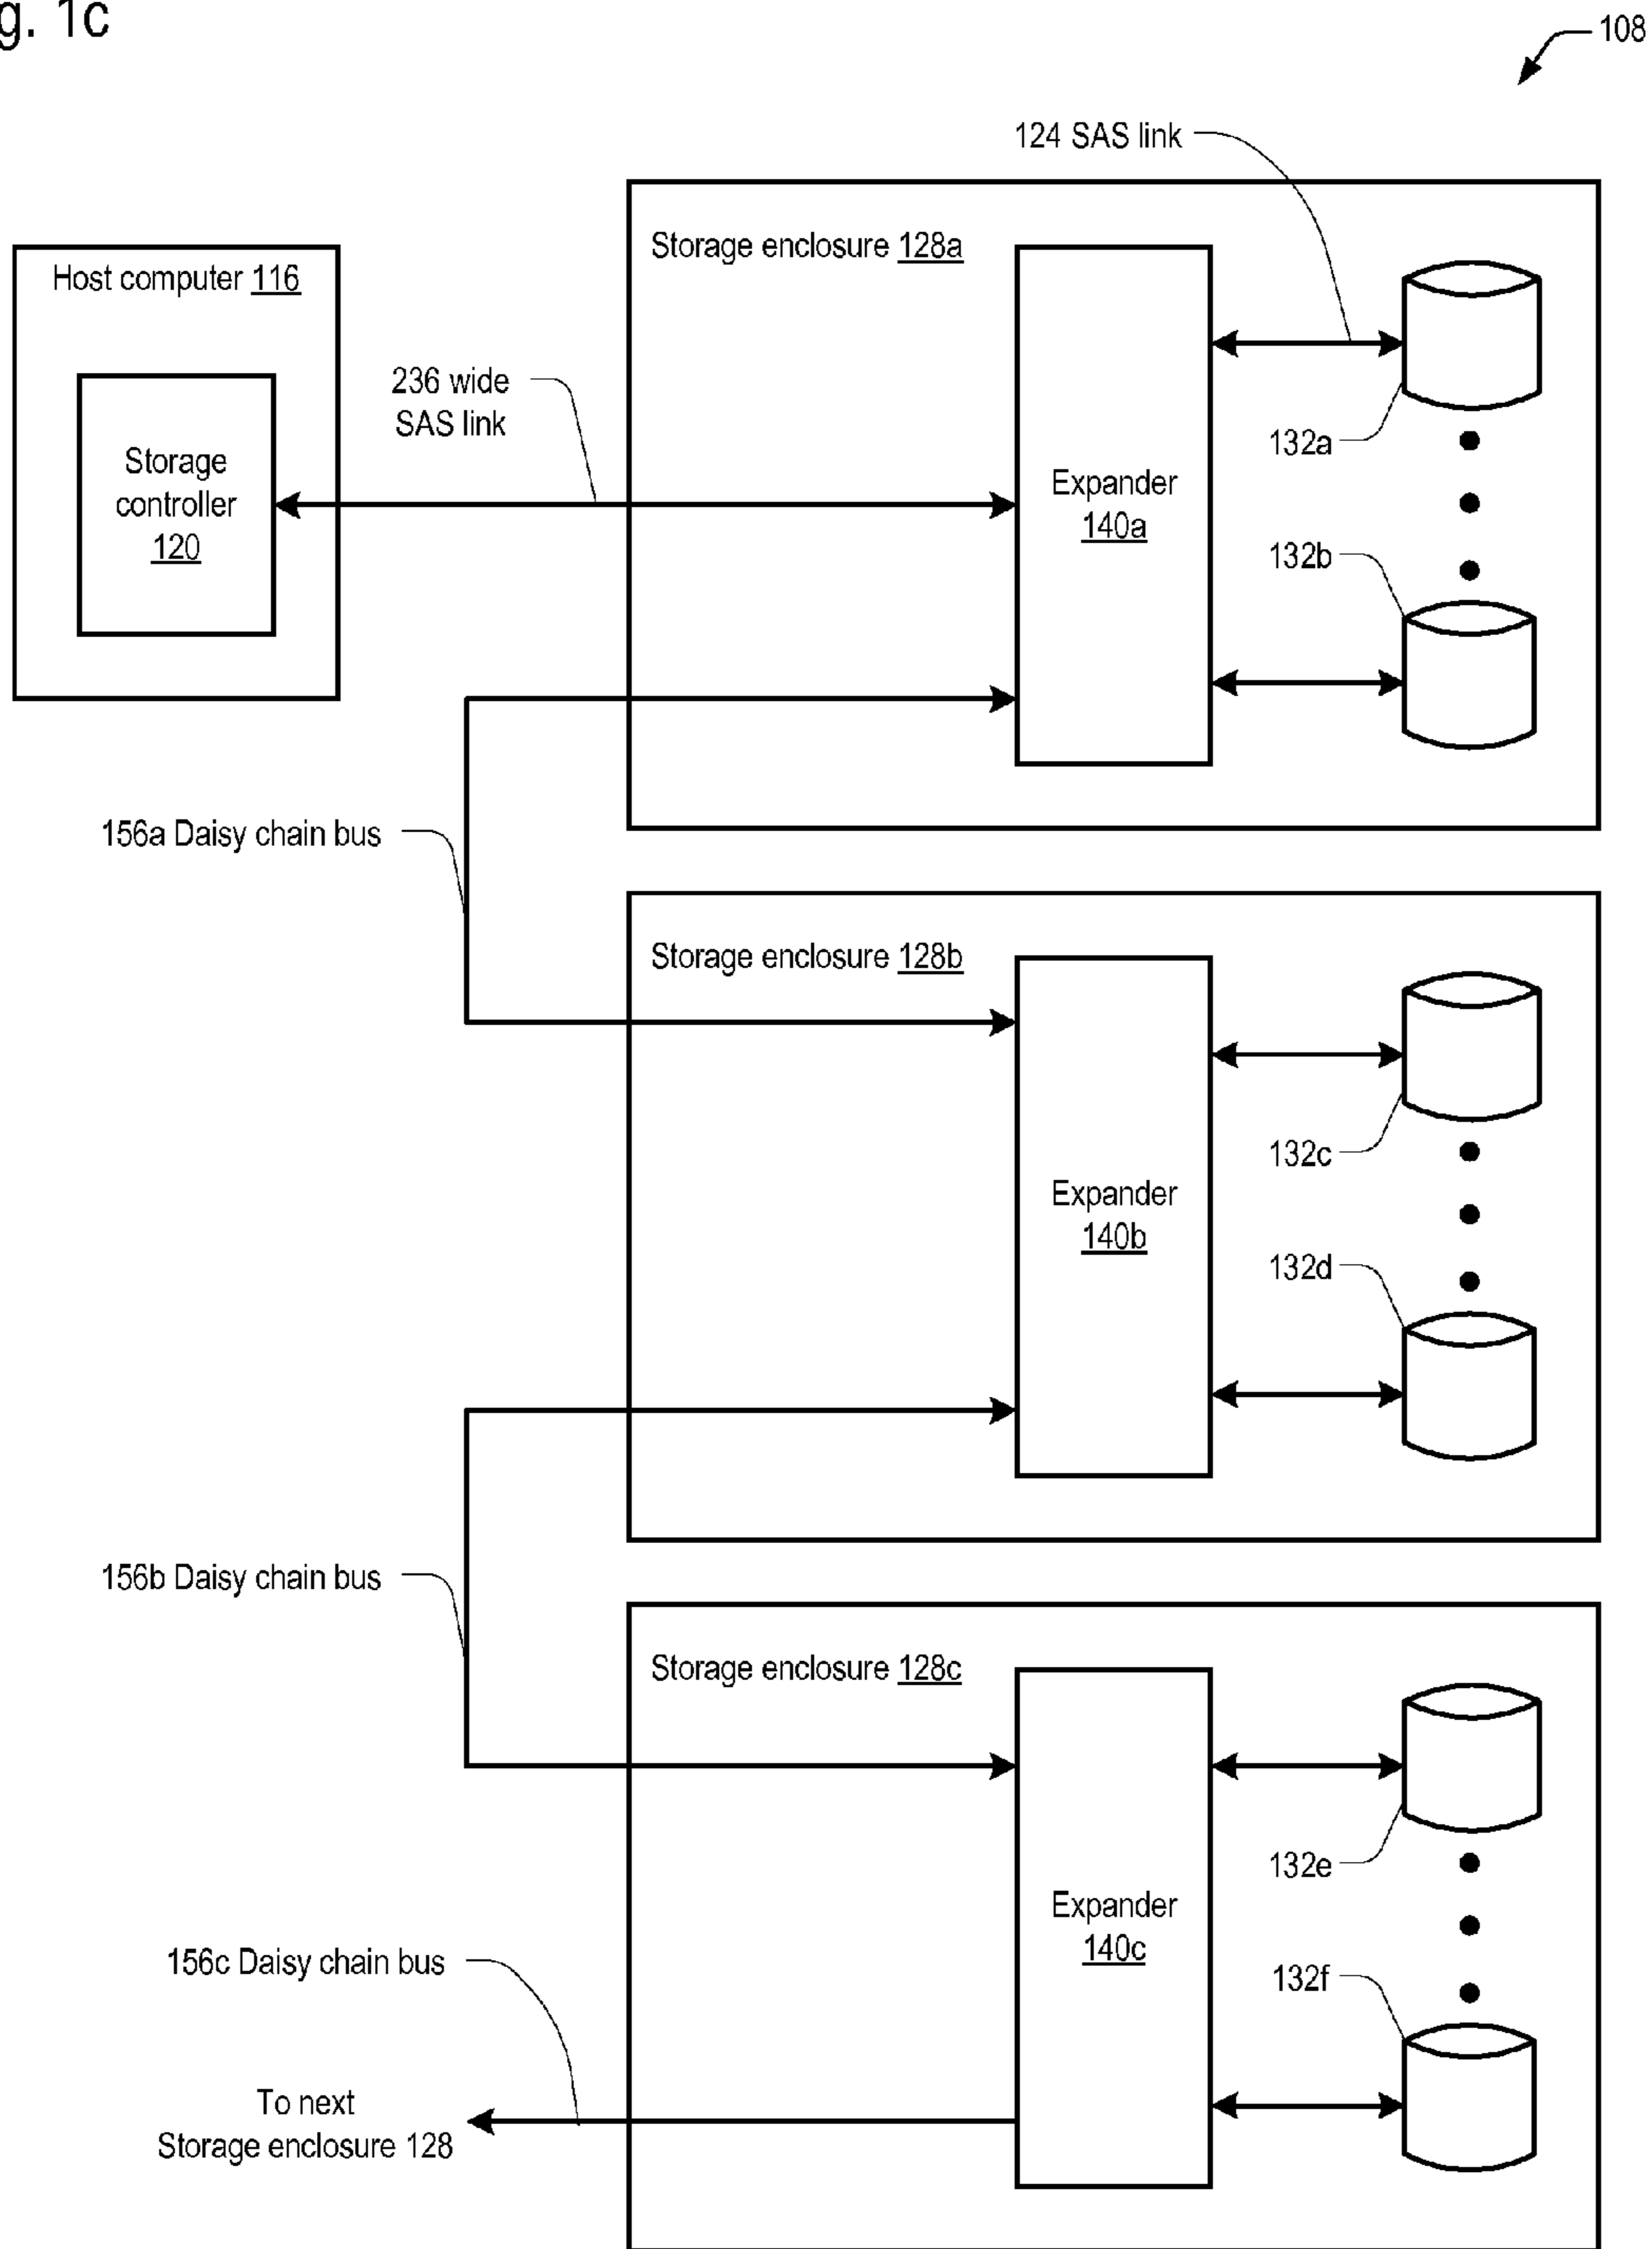 g. 1c
108
124 SAS link
Storage enclosure 128a
Host computer 116
236 wide
SAS link
Storage
controller
120
132a
Expander
140a
132b
156a Daisy chain bus
Storage enclosure 128b
132c
Expander
140b
132d
156b Daisy chain bus
Storage enclosure 128c
132e
Expander
140c
156c Daisy chain bus
132f
To next
Storage enclosure 128